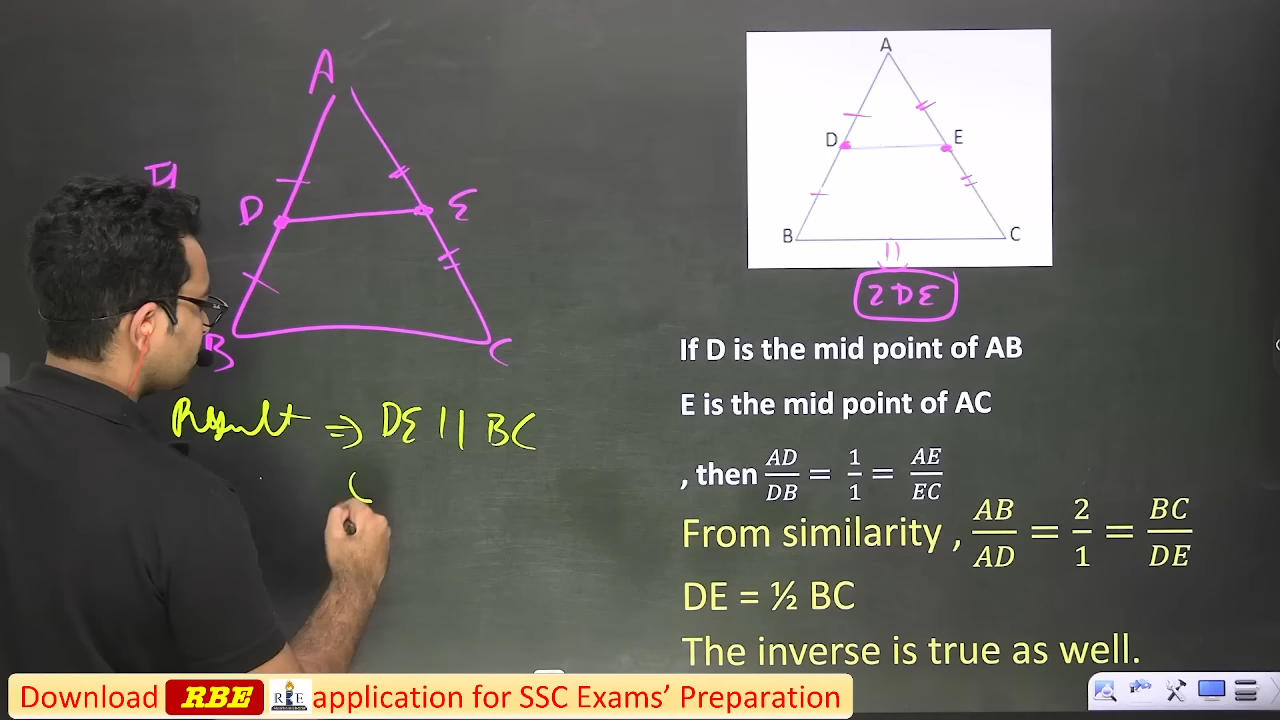 A
D
E
B
C
Result ⇒ DE || BC
A
D
E
B
C
2DE
If D is the mid point of AB
E is the mid point of AC
, then AD/DB = 1/1 = AE/EC
From similarity , AB/AD = 2/1 = BC/DE
DE = ½ BC
The inverse is true as well.
Download RBE RBE application for SSC Exams’ Preparation